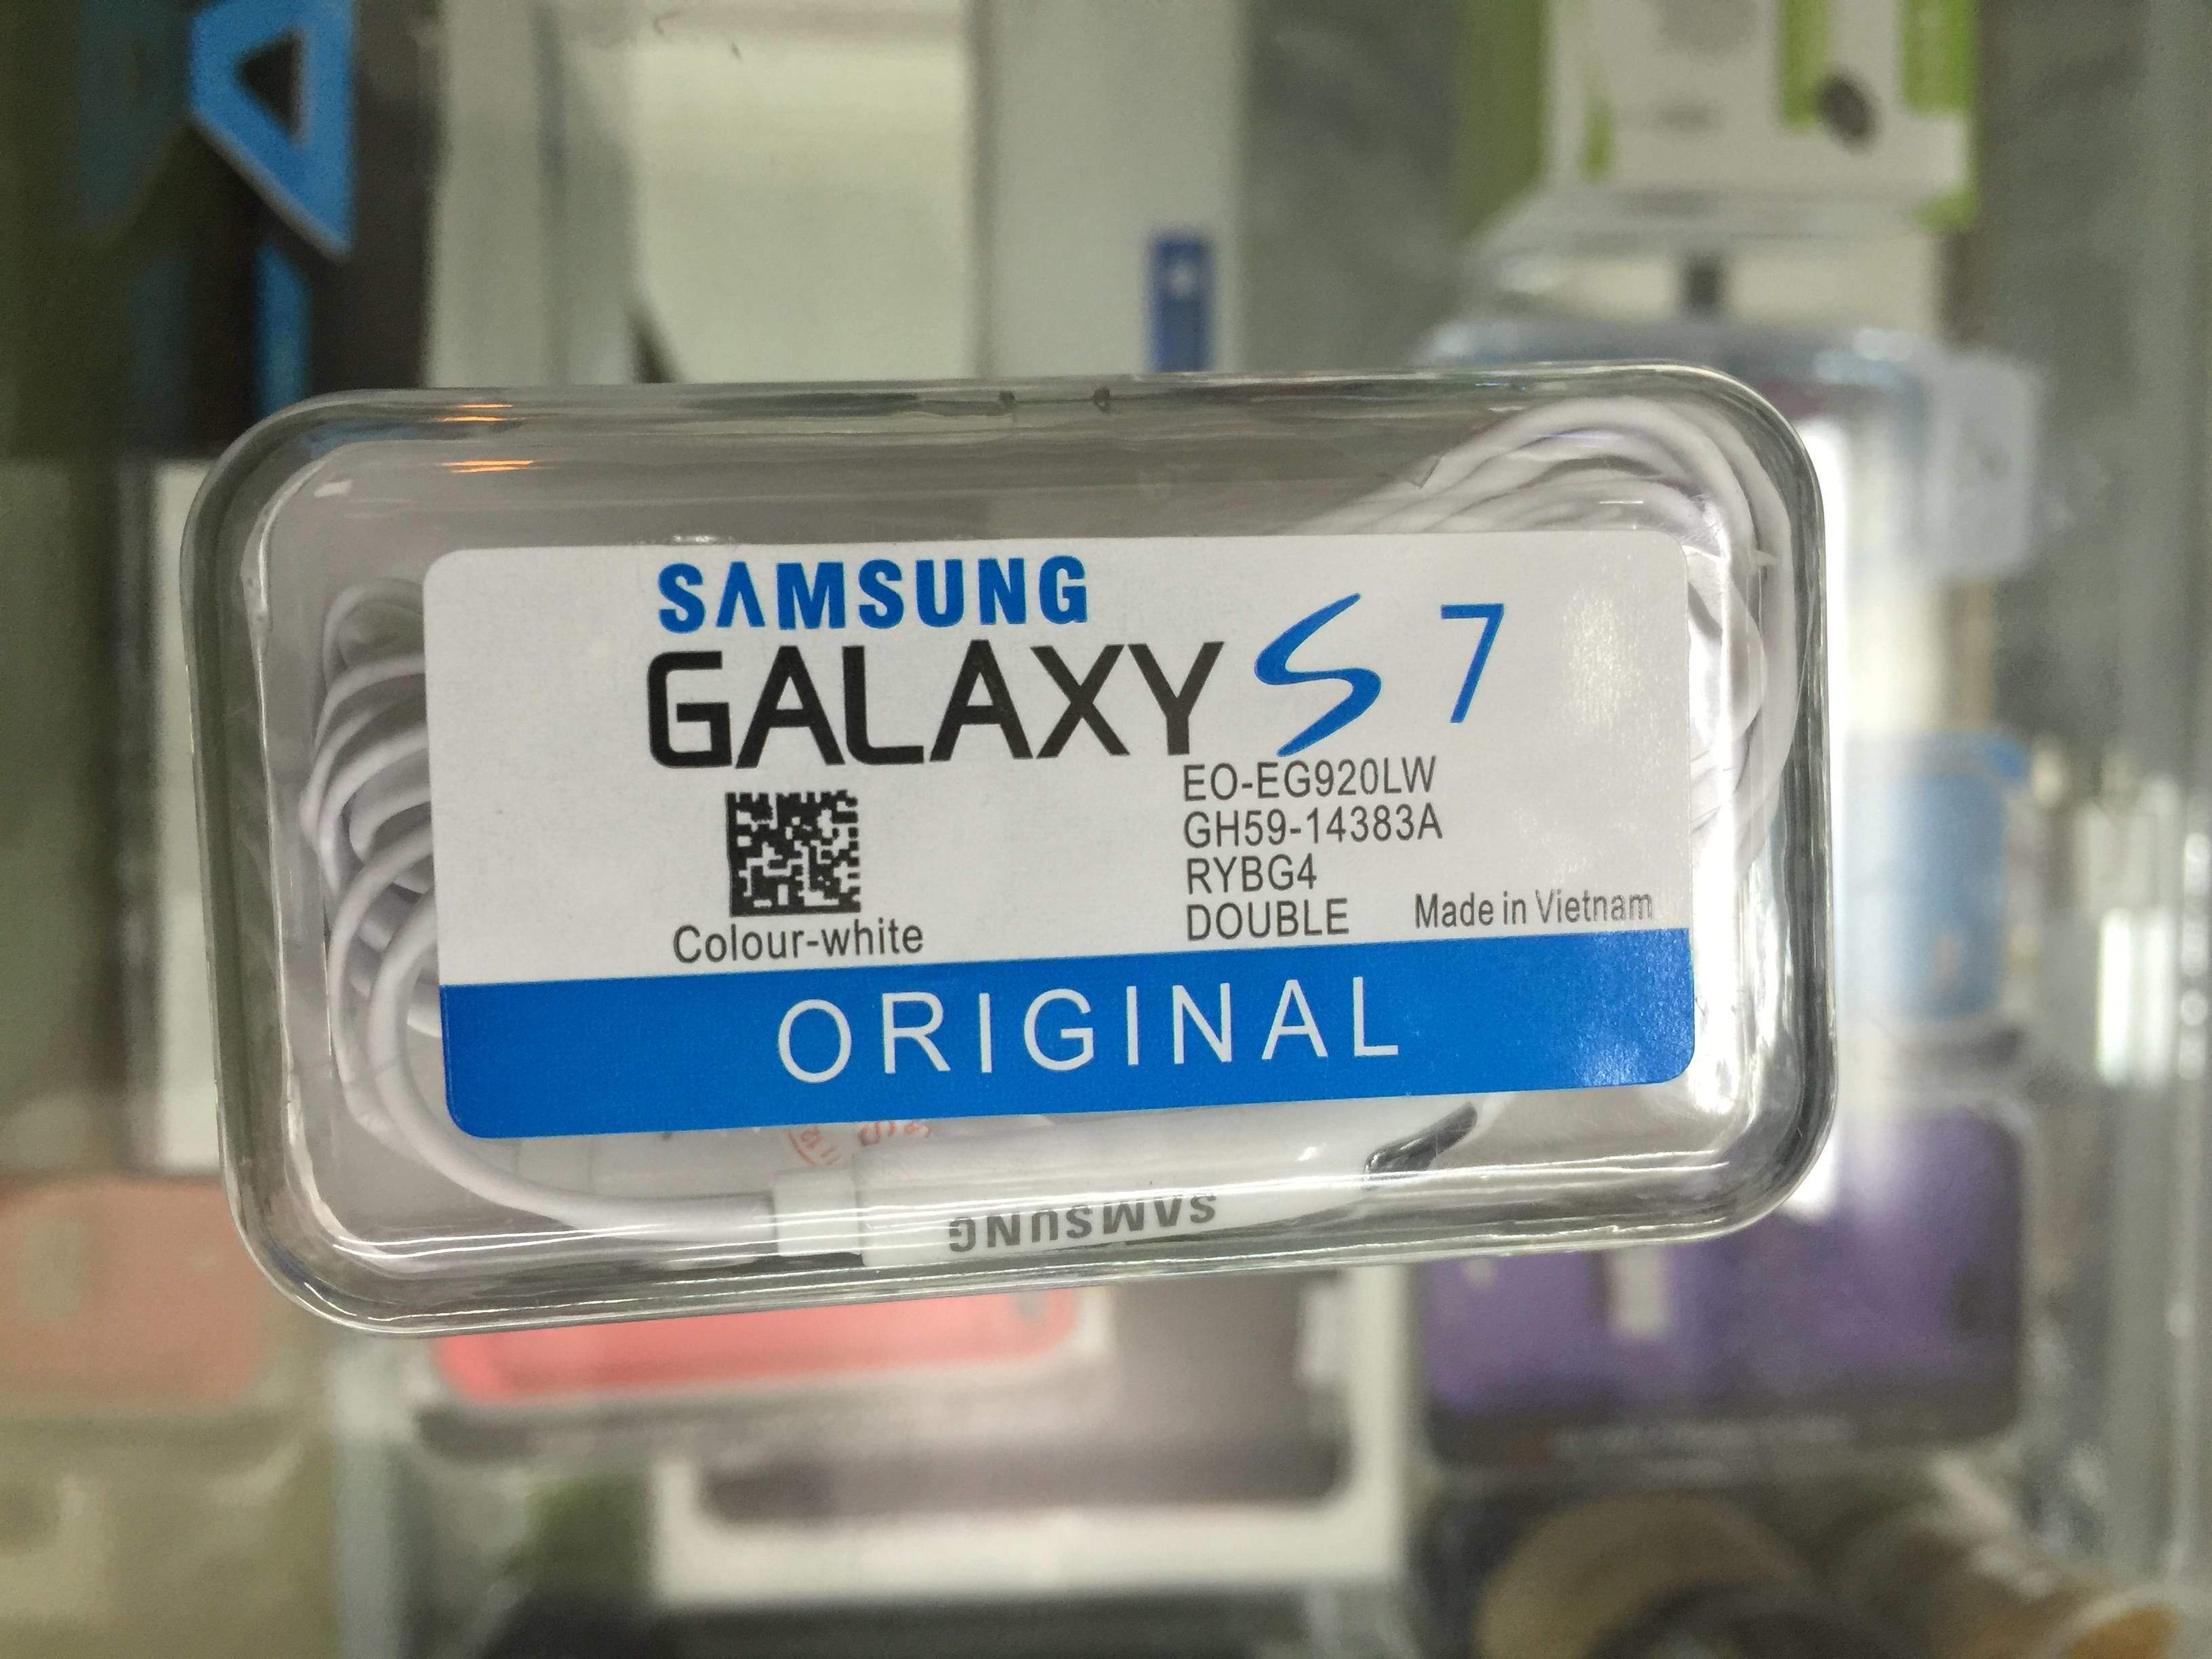 SAMSUNG
GALAXY S 7
EO-EG920LW
GH59-14383A
RYBG4
DOUBLE
Made in Vietnam
Colour-white
ORIGINAL
SAMSUNG